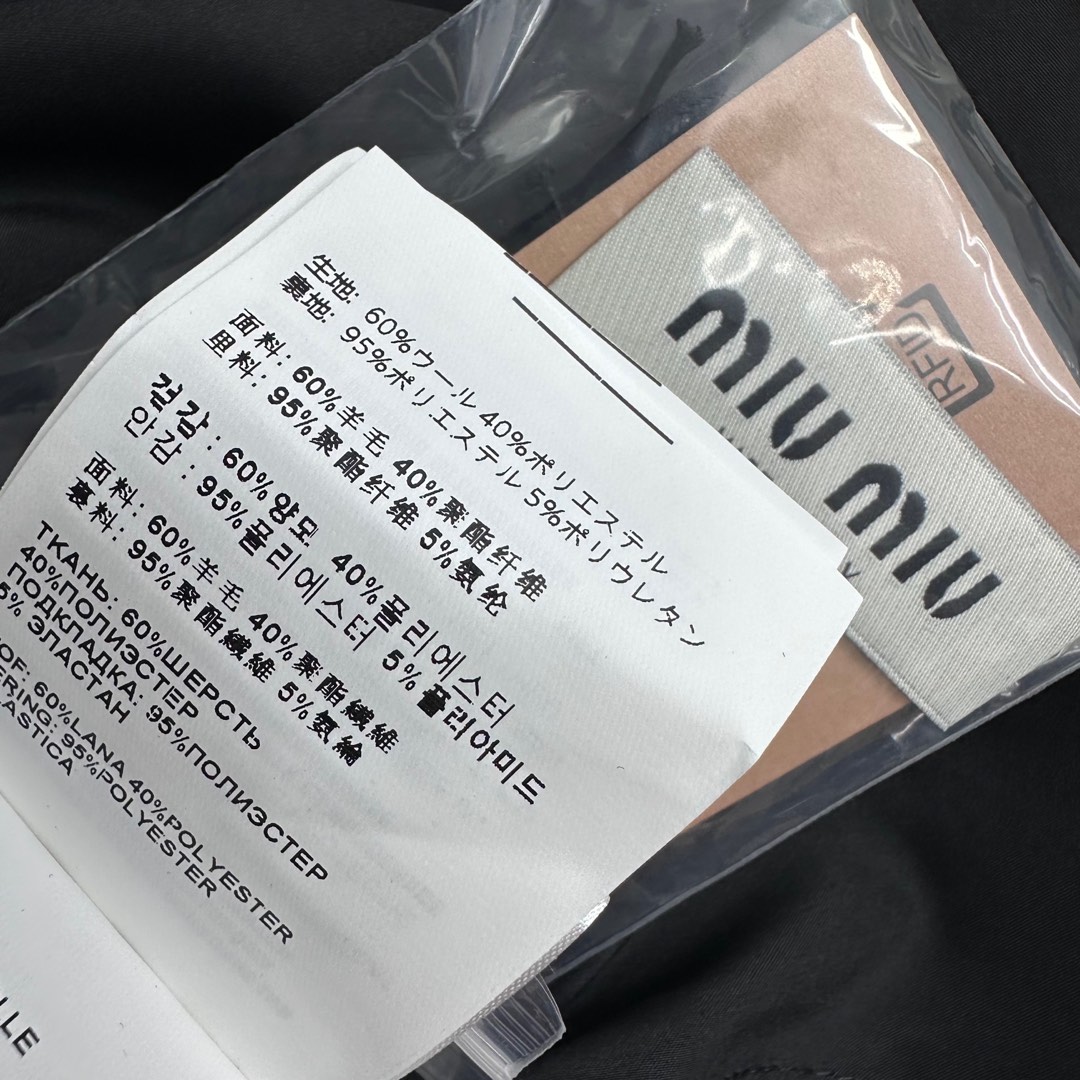 生地: 60%ウール 40%ポリエステル
裏地: 95%ポリエステル 5%ポリウレタン
面料: 60%羊毛 40%聚酯纤维
里料: 95%聚酯纤维 5%氨纶
겉감: 60%양모 40%폴리에스터
안감: 95%폴리에스터 5%폴리아미드
面料: 60%羊毛 40%聚酯纖維
裏料: 95%聚酯纖維 5%氨綸
ТКАНЬ: 60%ШЕРСТЬ
40%ПОЛИЭСТЕР
ПОДКЛАДКА: 95%ПОЛИЭСТЕР
5% ЭЛАСТАН
OF: 60%LANA 40%POLYESTER
ERING: 95%POLYESTER
ASTICA
LLE
miu miu
RFID